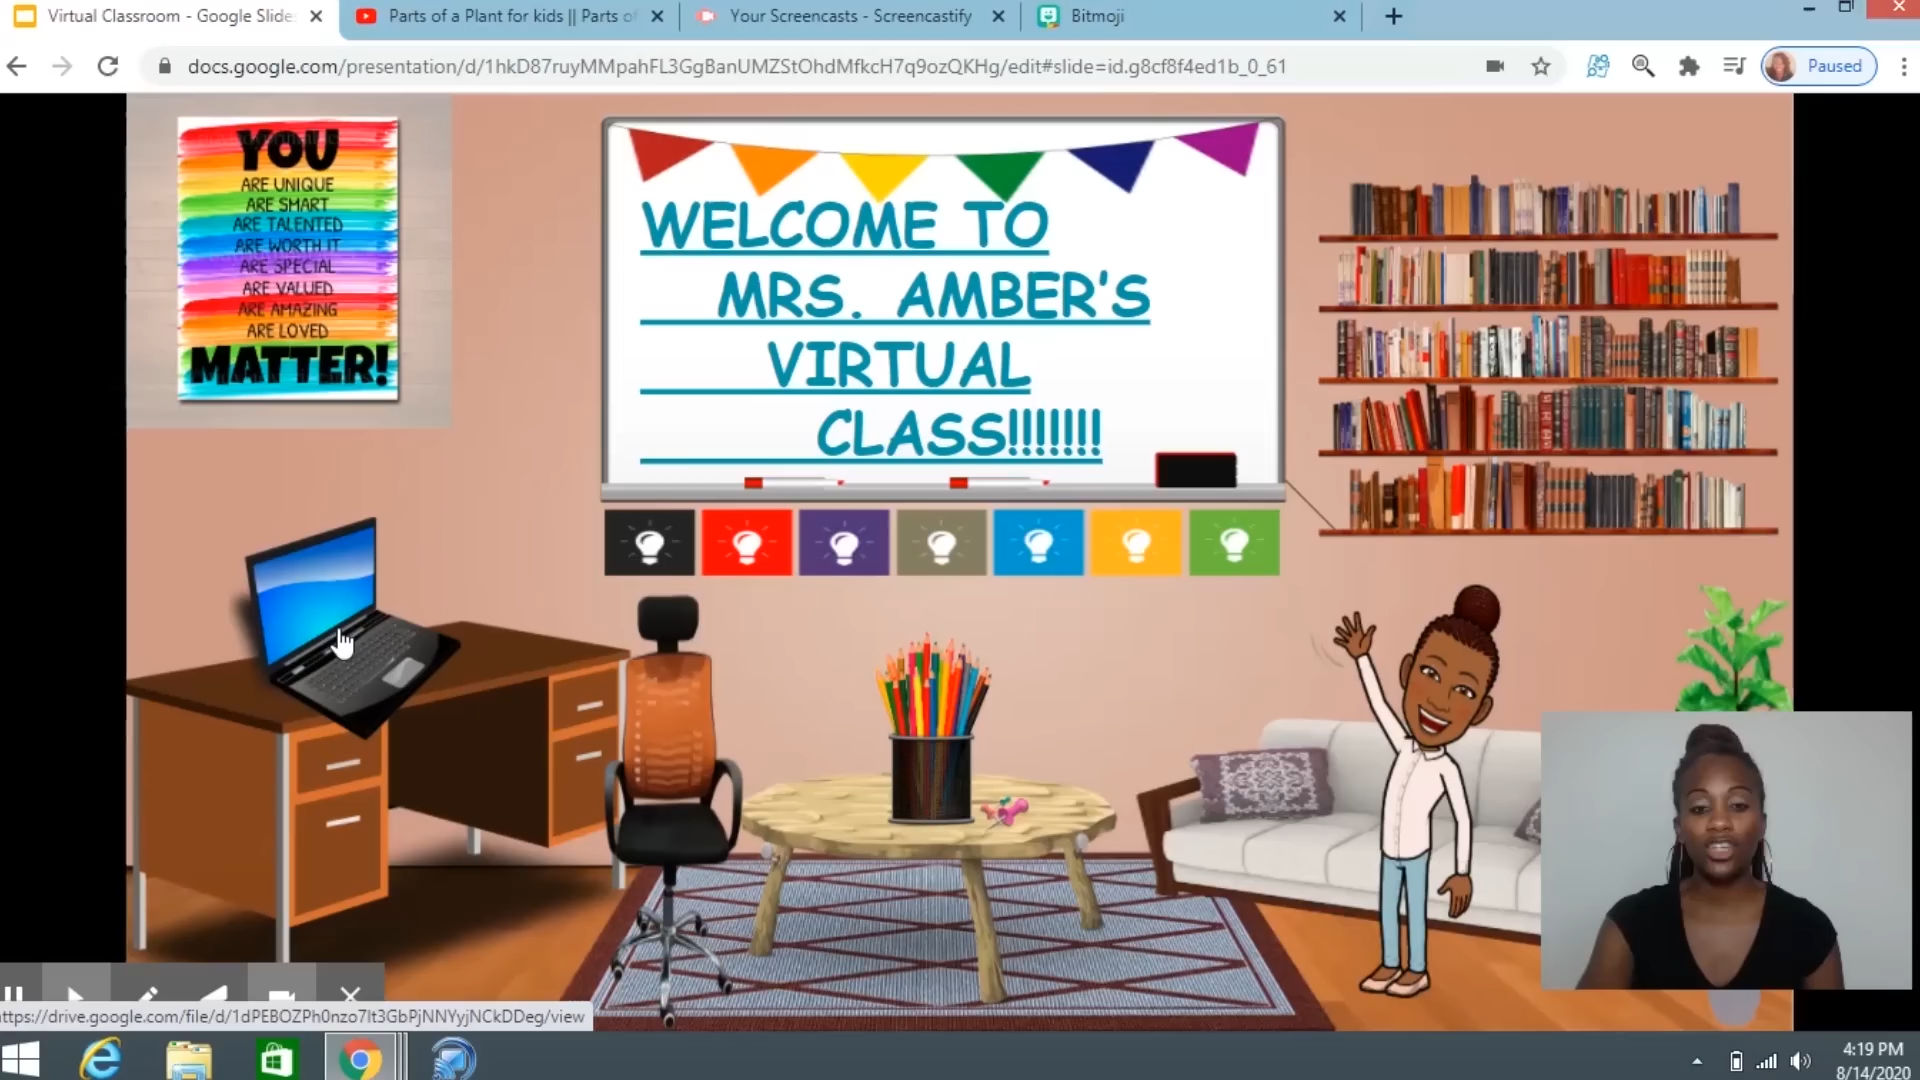 Virtual Classroom - Google Slide
Parts of a Plant for kids || Parts of
Your Screencasts - Screencastify
Bitmoji
docs.google.com/presentation/d/1hkD87ruyMMpahFL3GgBanUMZStOhdMfkcH7q9ozQKHg/edit#slide=id.g8cf8f4ed1b_0_61
Paused
YOU
ARE UNIQUE
ARE SMART
ARE TALENTED
ARE WORTH IT
ARE SPECIAL
ARE VALUED
ARE AMAZING
ARE LOVED
MATTER!
WELCOME TO
MRS. AMBER'S
VIRTUAL
CLASS!!!!!!!
ttps://drive.google.com/file/d/1dPEBOZPh0nzo7lt3GbPjNNYyjNCkDDeg/view
4:19 PM
8/14/2020